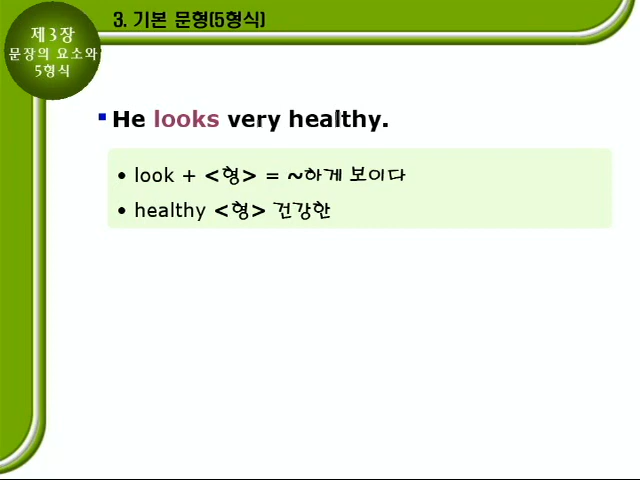 제3장
문장의 요소와
5형식
3. 기본 문형(5형식)
He looks very healthy.
• look + <형> = ~하게 보이다
• healthy <형> 건강한